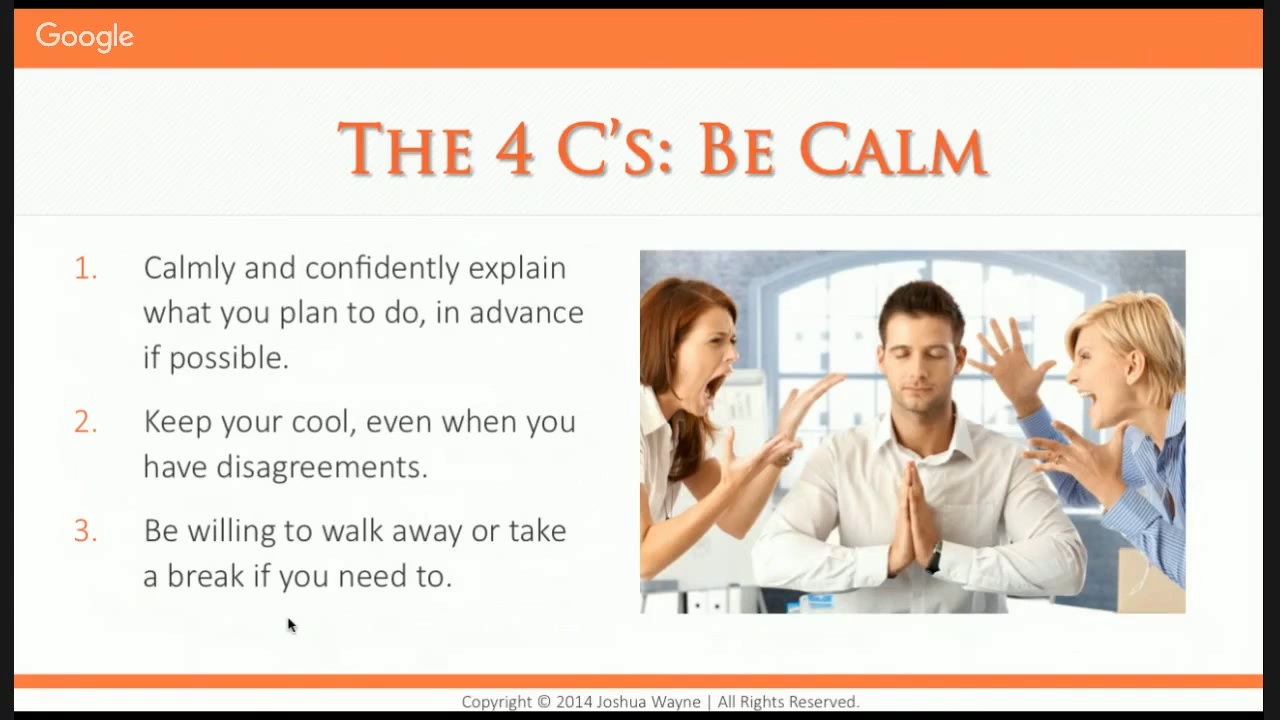 Google
THE 4 C'S: BE CALM
1. Calmly and confidently explain
what you plan to do, in advance
if possible.
2. Keep your cool, even when you
have disagreements.
3. Be willing to walk away or take
a break if you need to.
Copyright © 2014 Joshua Wayne | All Rights Reserved.